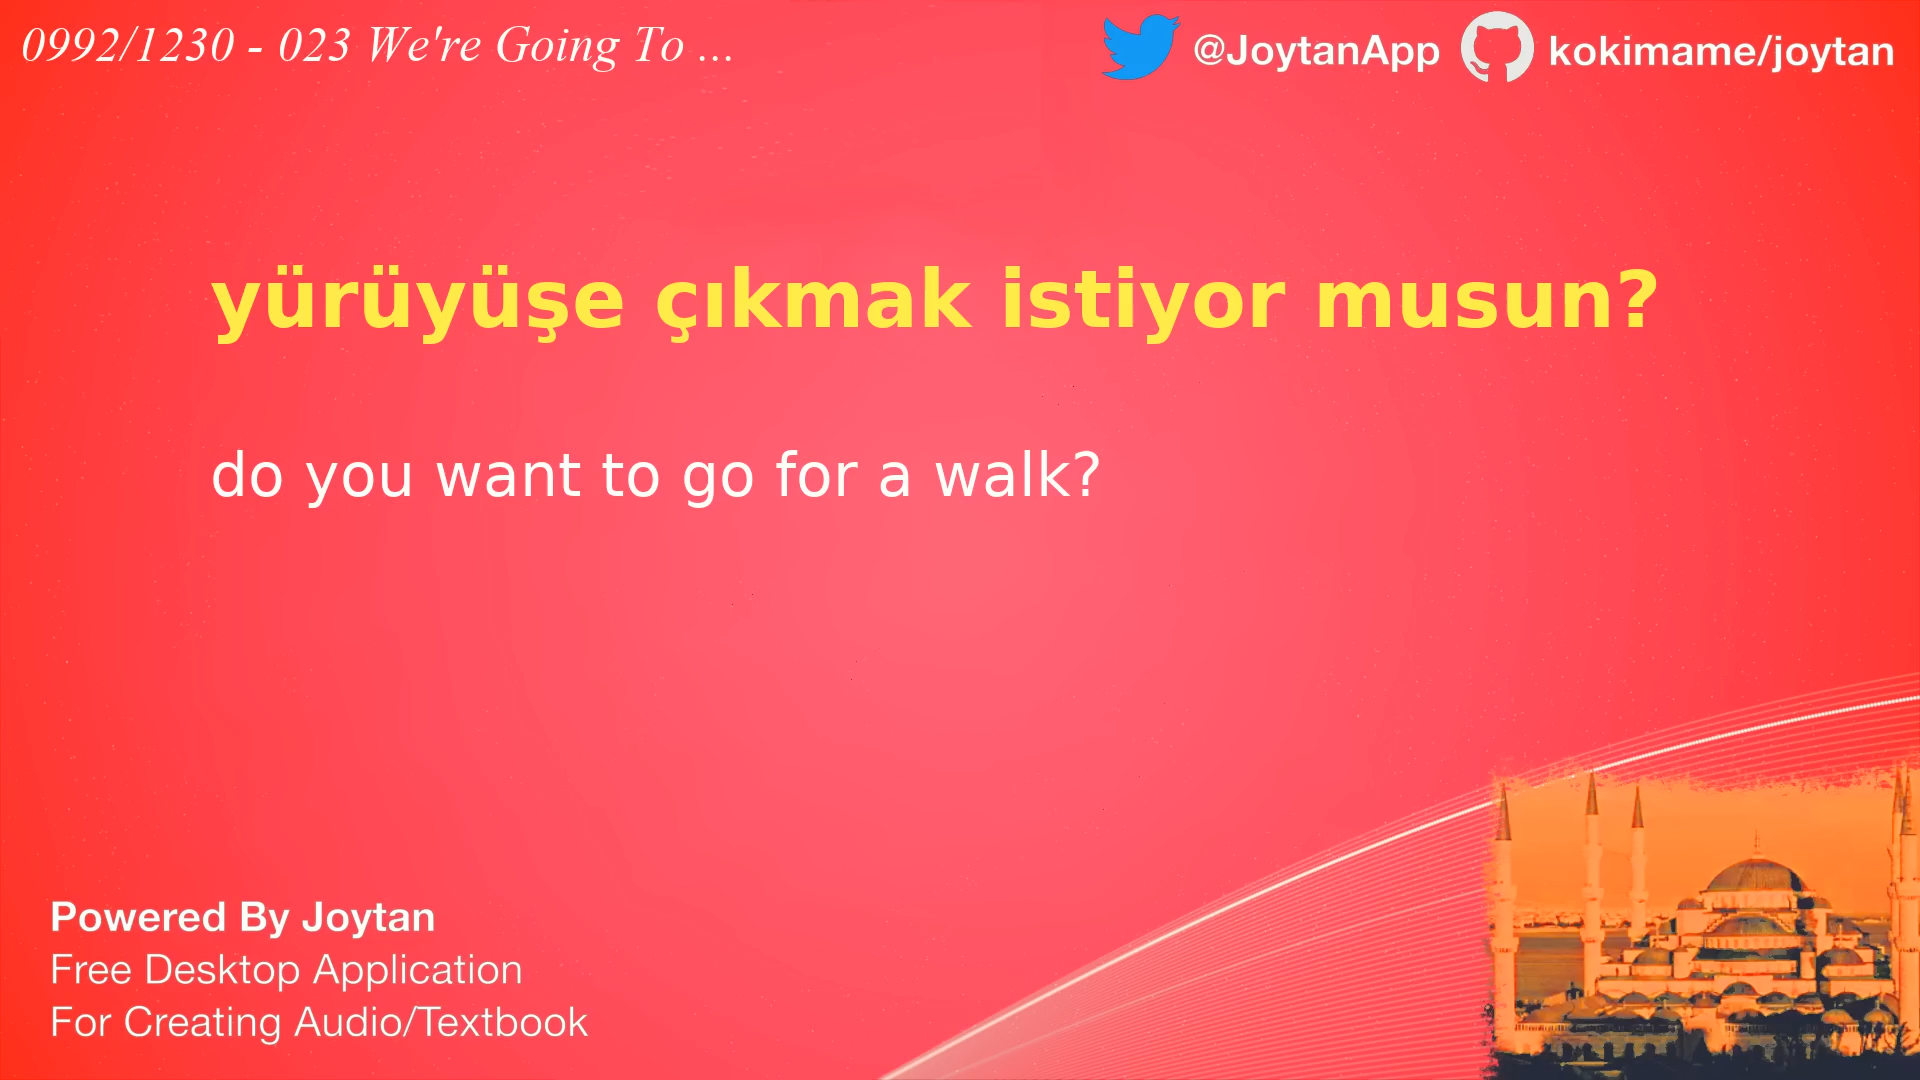 0992/1230 - 023 We're Going To ...
@JoytanApp
kokimame/joytan
yürüyüşe çıkmak istiyor musun?
do you want to go for a walk?
Powered By Joytan
Free Desktop Application
For Creating Audio/Textbook